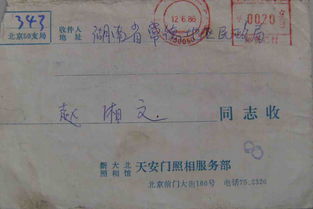 343
北京50支局
收件人
地址
湖南省常德地区民政局
12.6.86
0020
赵湘文
同志收
新大北
照相馆
天安门照相服务部
北京前门大街186号 电话75.2326